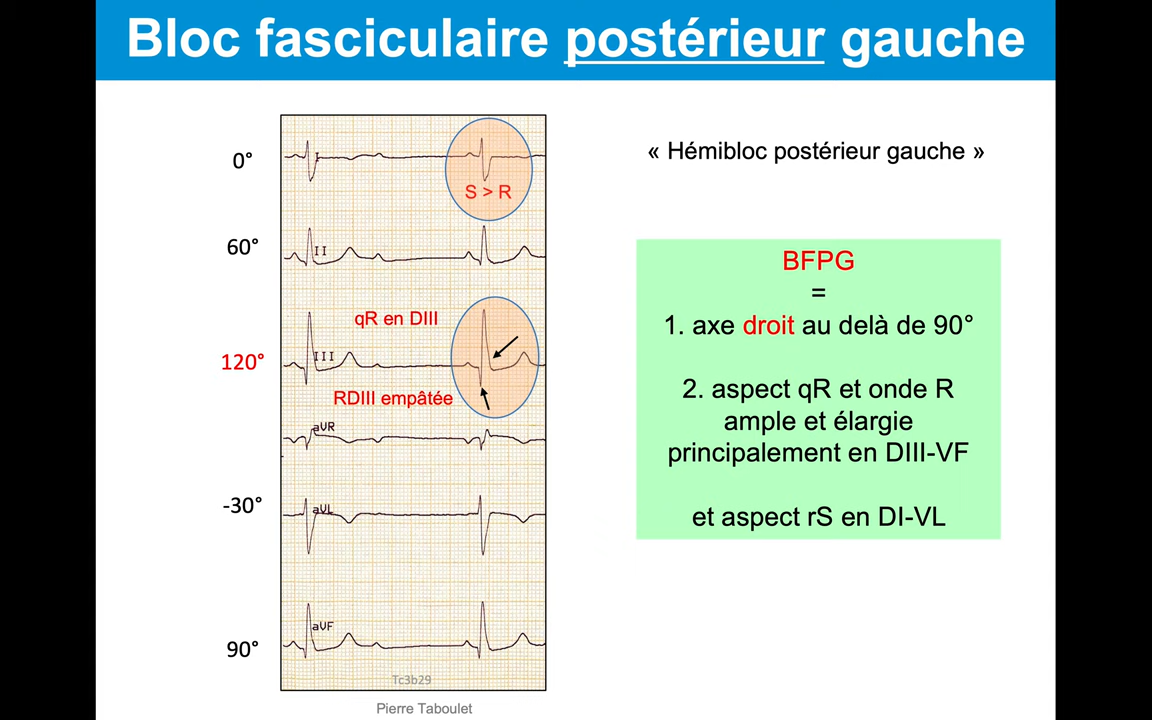 Bloc fasciculaire postérieur gauche
« Hémibloc postérieur gauche »
0°
I
S > R
60°
II
qR en DIII
120°
III
RDIII empâtée
aVR
-30°
aVL
90°
aVF
Tc3b29
Pierre Taboulet
BFPG
=
1. axe droit au delà de 90°
2. aspect qR et onde R
ample et élargie
principalement en DIII-VF
et aspect rS en DI-VL